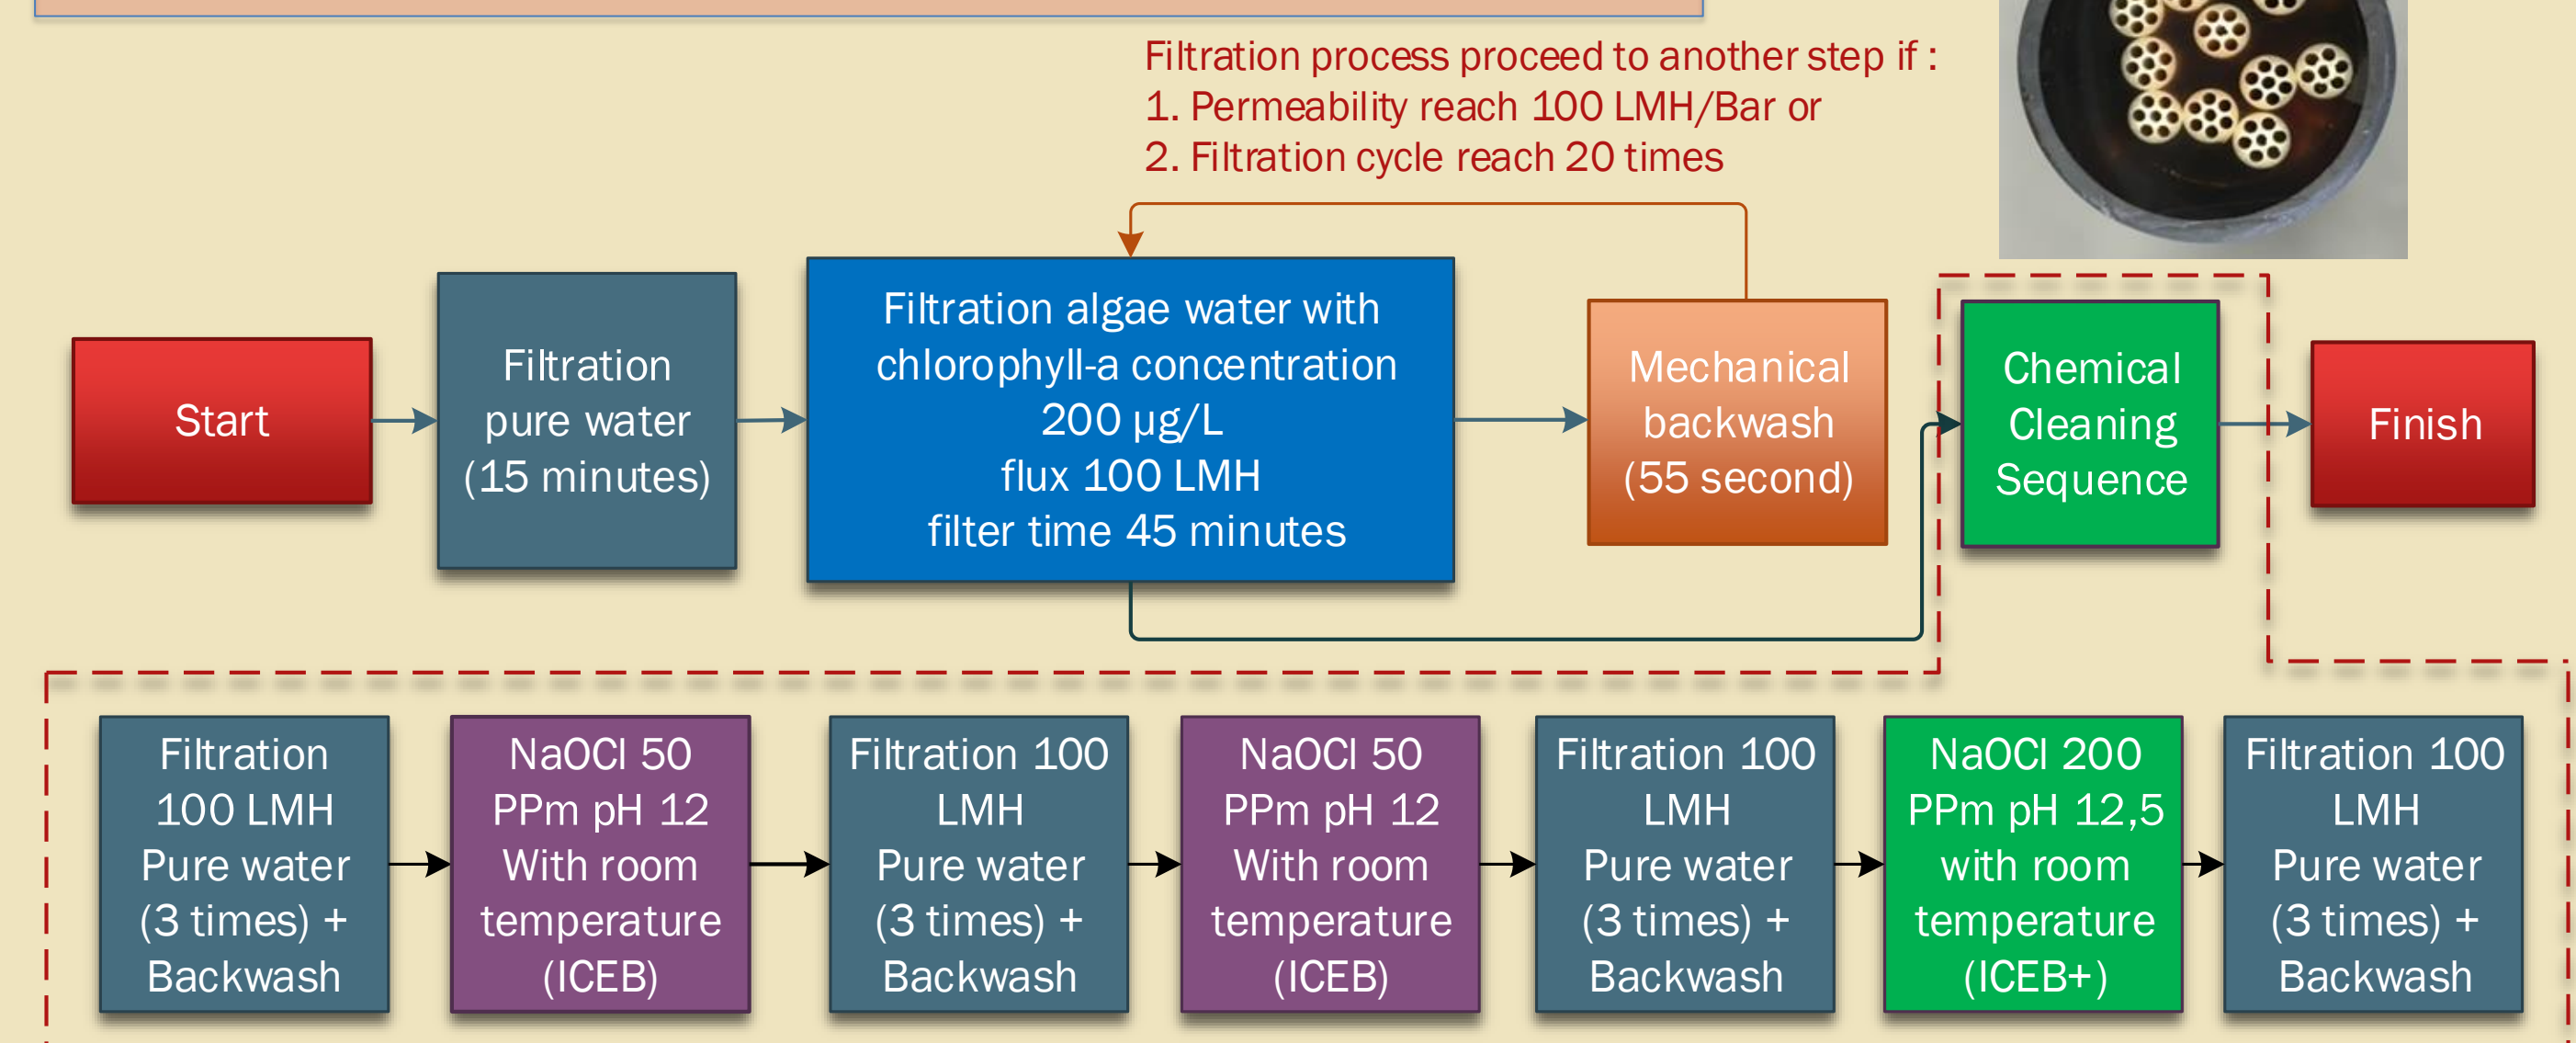 Filtration process proceed to another step if :
1. Permeability reach 100 LMH/Bar or
2. Filtration cycle reach 20 times
Start
Filtration
pure water
(15 minutes)
Filtration algae water with
chlorophyll-a concentration
200 µg/L
flux 100 LMH
filter time 45 minutes
Mechanical
backwash
(55 second)
Chemical
Cleaning
Sequence
Finish
Filtration
100 LMH
Pure water
(3 times) +
Backwash
NaOCl 50
PPm pH 12
With room
temperature
(ICEB)
Filtration 100
LMH
Pure water
(3 times) +
Backwash
NaOCl 50
PPm pH 12
With room
temperature
(ICEB)
Filtration 100
LMH
Pure water
(3 times) +
Backwash
NaOCl 200
PPm pH 12,5
with room
temperature
(ICEB+)
Filtration 100
LMH
Pure water
(3 times) +
Backwash